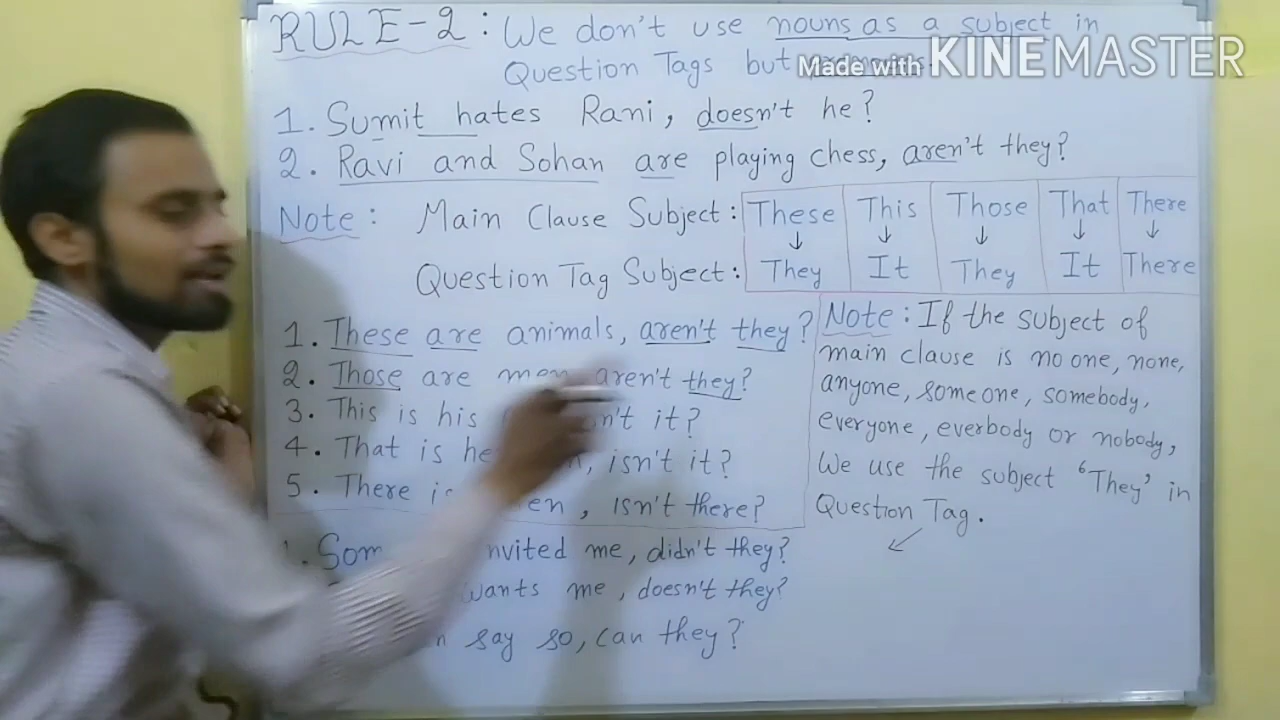 RULE-2 : We don't use nouns as a subject in
Question Tags but
Made with KINEMASTER
1. Sumit hates Rani, doesn't he?
2. Ravi and Sohan are playing chess, aren't they?
Note : Main Clause Subject : These This Those That There
↓ ↓ ↓ ↓ ↓
Question Tag Subject : They It They It There
1. These are animals, aren't they?
2. Those are men aren't they?
3. This is his it?
4. That is isn't it?
5. There isn't there?
me, didn't they?
wants me, doesn't they?
say so, can they?
Note : If the subject of
main clause is no one, none,
anyone, someone, somebody,
everyone, everbody or nobody,
We use the subject 'They' in
Question Tag.